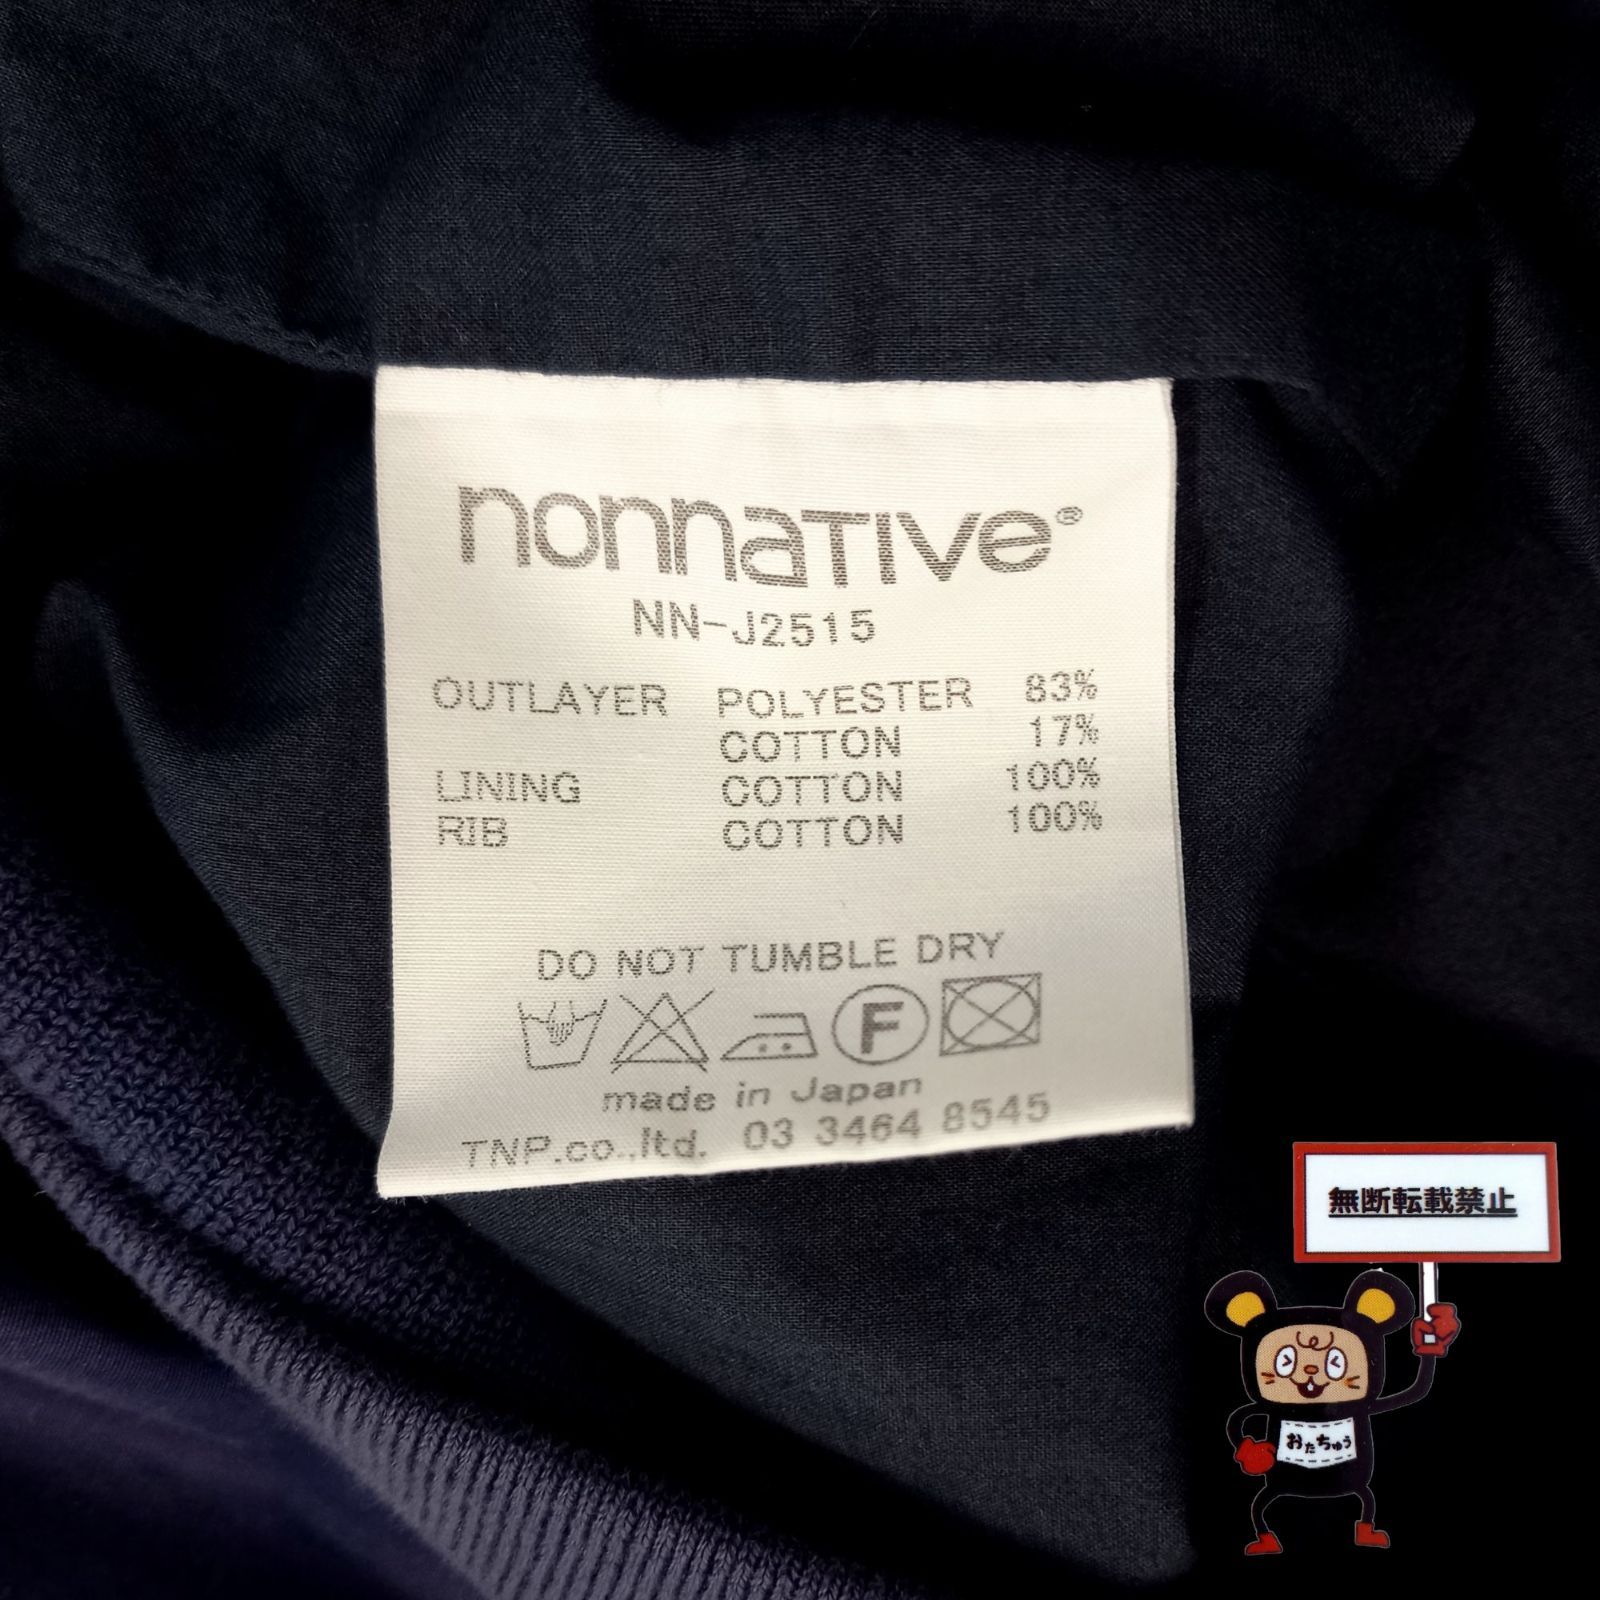 nonnative®
NN-J2515
OUTLAYER POLYESTER 83%
COTTON 17%
LINING COTTON 100%
RIB COTTON 100%
DO NOT TUMBLE DRY
F
made in Japan
TNP.co.,ltd. 03 3464 8545
無断転載禁止
おたちゅう